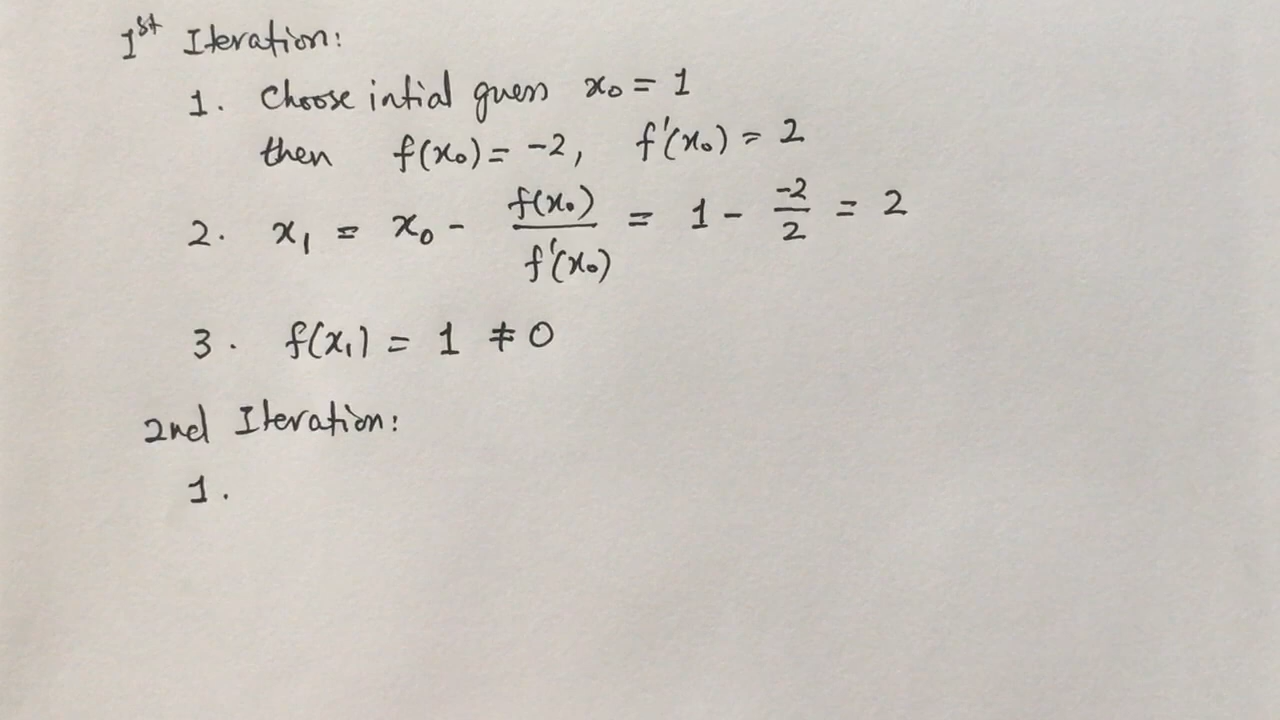 1st Iteration:
1. Choose intial guess x₀ = 1
then f(x₀) = -2, f'(x₀) = 2
2. x₁ = x₀ - f(x₀)/f'(x₀) = 1 - -2/2 = 2
3. f(x₁) = 1 ≠ 0
2nd Iteration:
1.